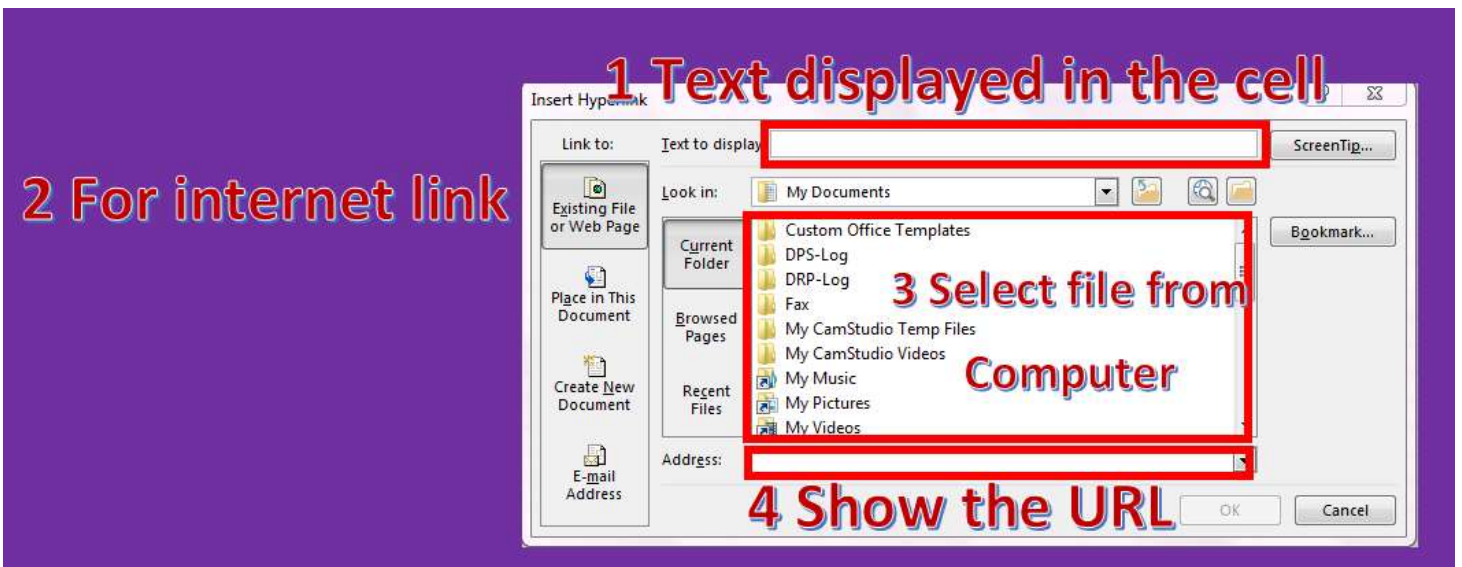 1 Text displayed in the cell
Insert Hyperlink
Link to:
Text to display
ScreenTip...
2 For internet link
Existing File
or Web Page
Look in:
My Documents
Current
Folder
Custom Office Templates
DPS-Log
DRP-Log
Fax
My CamStudio Temp Files
My CamStudio Videos
My Music
My Pictures
My Videos
3 Select file from
Computer
Bookmark...
Place in This
Document
Browsed
Pages
Create New
Document
Recent
Files
E-mail
Address
Address:
4 Show the URL
OK
Cancel